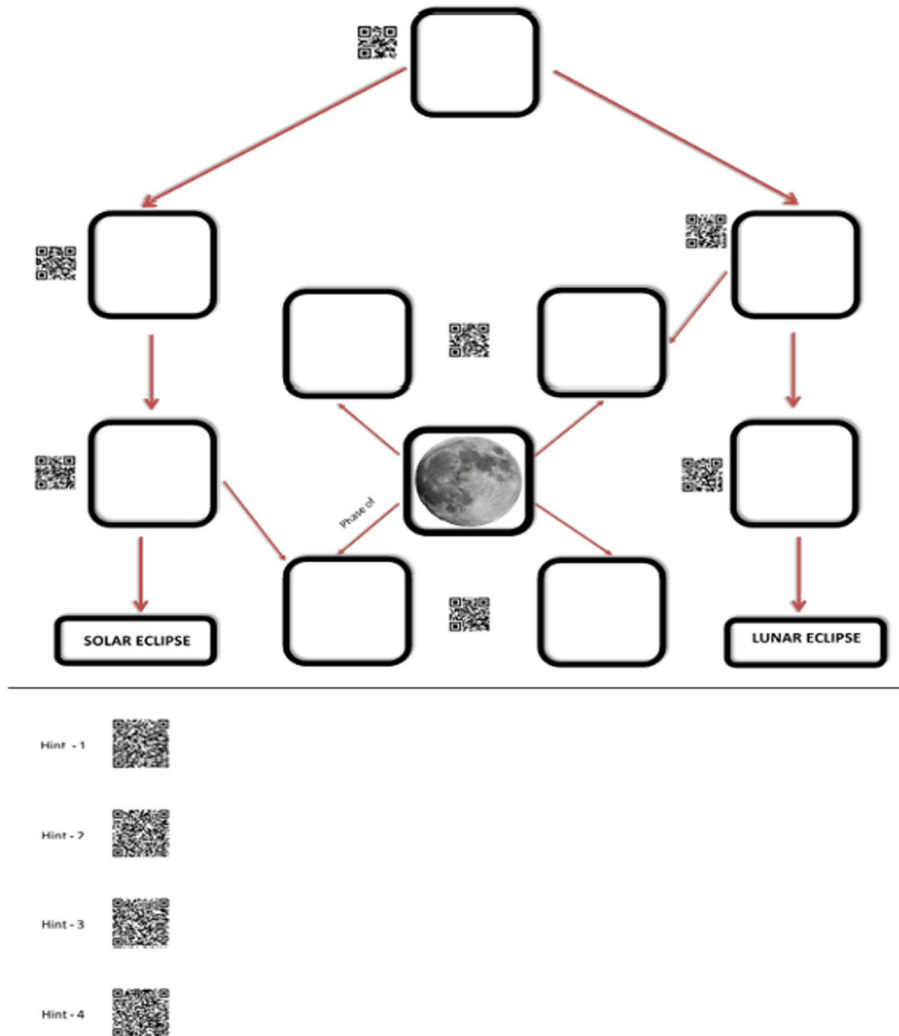 Phase of
SOLAR ECLIPSE
LUNAR ECLIPSE
Hint - 1
Hint - 2
Hint - 3
Hint - 4